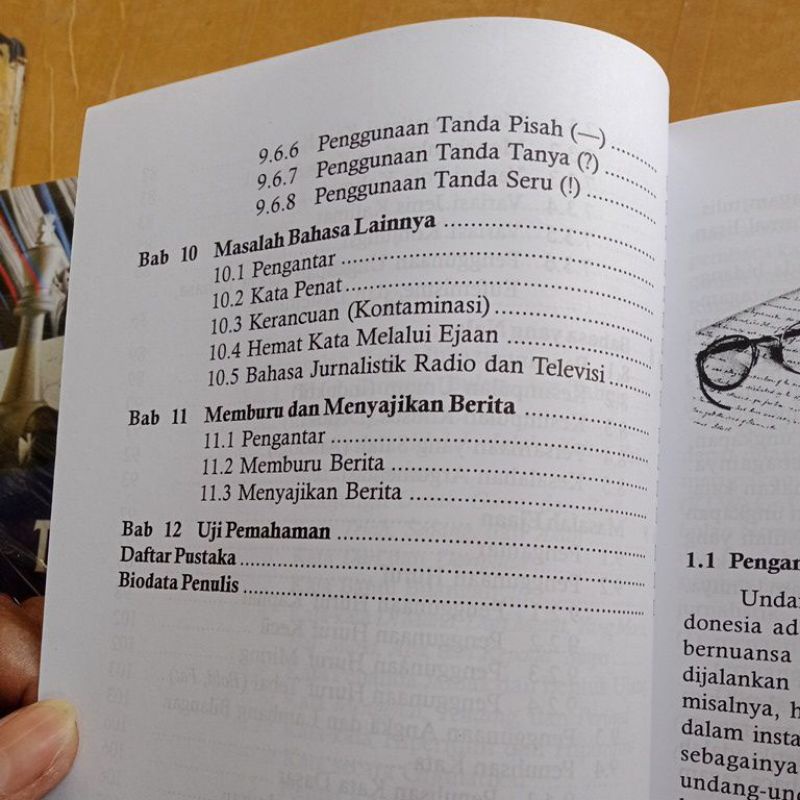 9.6.6 Penggunaan Tanda Pisah (—) ........
9.6.7 Penggunaan Tanda Tanya (?) ........
9.6.8 Penggunaan Tanda Seru (!) ............
Bab 10 Masalah Bahasa Lainnya ....................................
10.1 Pengantar ....................................................
10.2 Kata Penat ....................................................
10.3 Kerancuan (Kontaminasi) ..........................
10.4 Hemat Kata Melalui Ejaan ........................
10.5 Bahasa Jurnalistik Radio dan Televisi .......
Bab 11 Memburu dan Menyajikan Berita .....................
11.1 Pengantar ......................................................
11.2 Memburu Berita ...........................................
11.3 Menyajikan Berita ........................................
Bab 12 Uji Pemahaman .....................................................
Daftar Pustaka ......................................................................
Biodata Penulis .....................................................................
1.1 Pengan
Unda
donesia ad
bernuansa
dijalankan
misalnya, h
dalam insta
sebagainya
undang-un